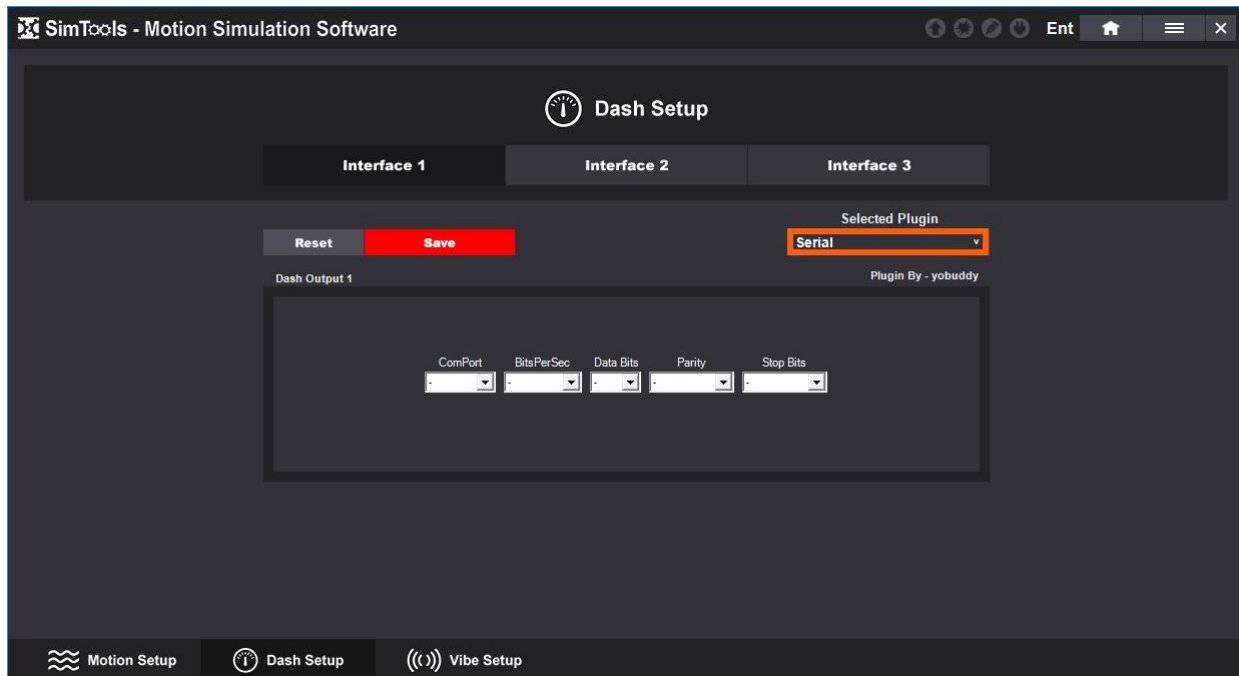 SimTools - Motion Simulation Software Ent
Dash Setup
Interface 1 Interface 2 Interface 3
Selected Plugin
Reset Save Serial
Dash Output 1 Plugin By - yobuddy
ComPort BitsPerSec Data Bits Parity Stop Bits
- - - - -
Motion Setup Dash Setup Vibe Setup